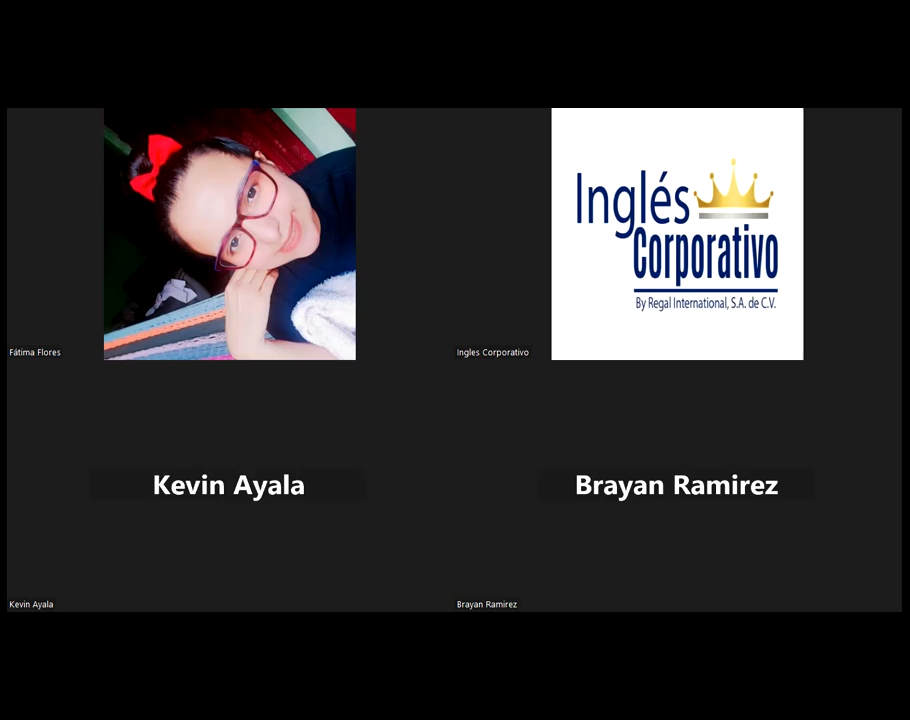 Inglés
Corporativo
By Regal International, S.A. de C.V.
Fátima Flores
Ingles Corporativo
Kevin Ayala
Brayan Ramirez
Kevin Ayala
Brayan Ramirez